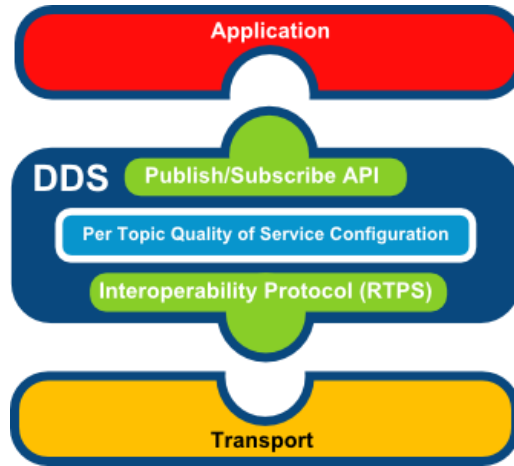 Application
DDS
Publish/Subscribe API
Per Topic Quality of Service Configuration
Interoperability Protocol (RTPS)
Transport